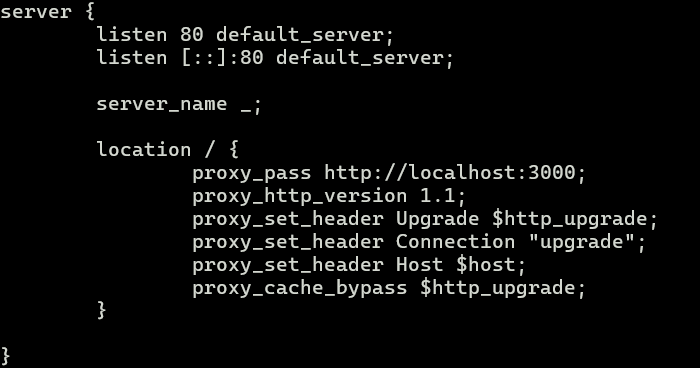 server {
        listen 80 default_server;
        listen [::]:80 default_server;

        server_name _;

        location / {
                proxy_pass http://localhost:3000;
                proxy_http_version 1.1;
                proxy_set_header Upgrade $http_upgrade;
                proxy_set_header Connection "upgrade";
                proxy_set_header Host $host;
                proxy_cache_bypass $http_upgrade;
        }

}